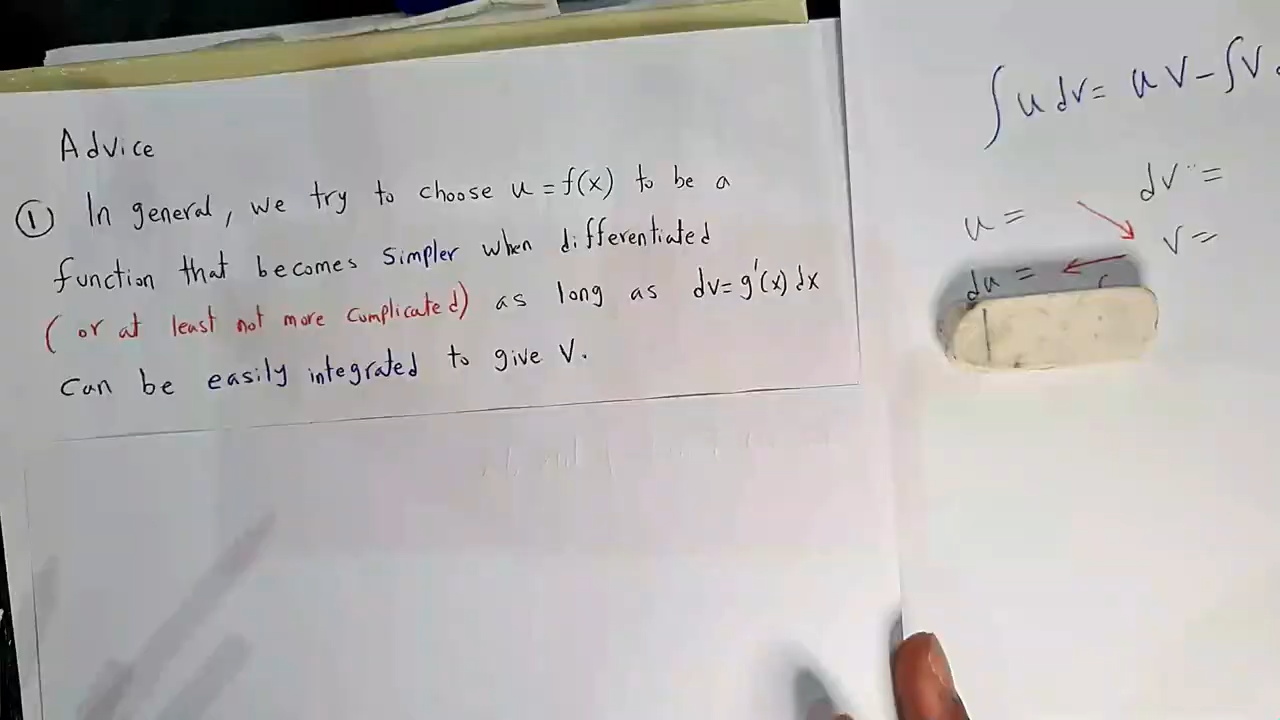 Advice
① In general, we try to choose u = f(x) to be a
function that becomes simpler when differentiated
(or at least not more complicated) as long as dv = g'(x) dx
can be easily integrated to give V.
∫ u dv = u v - ∫ v
dv =
u =
v =
du =